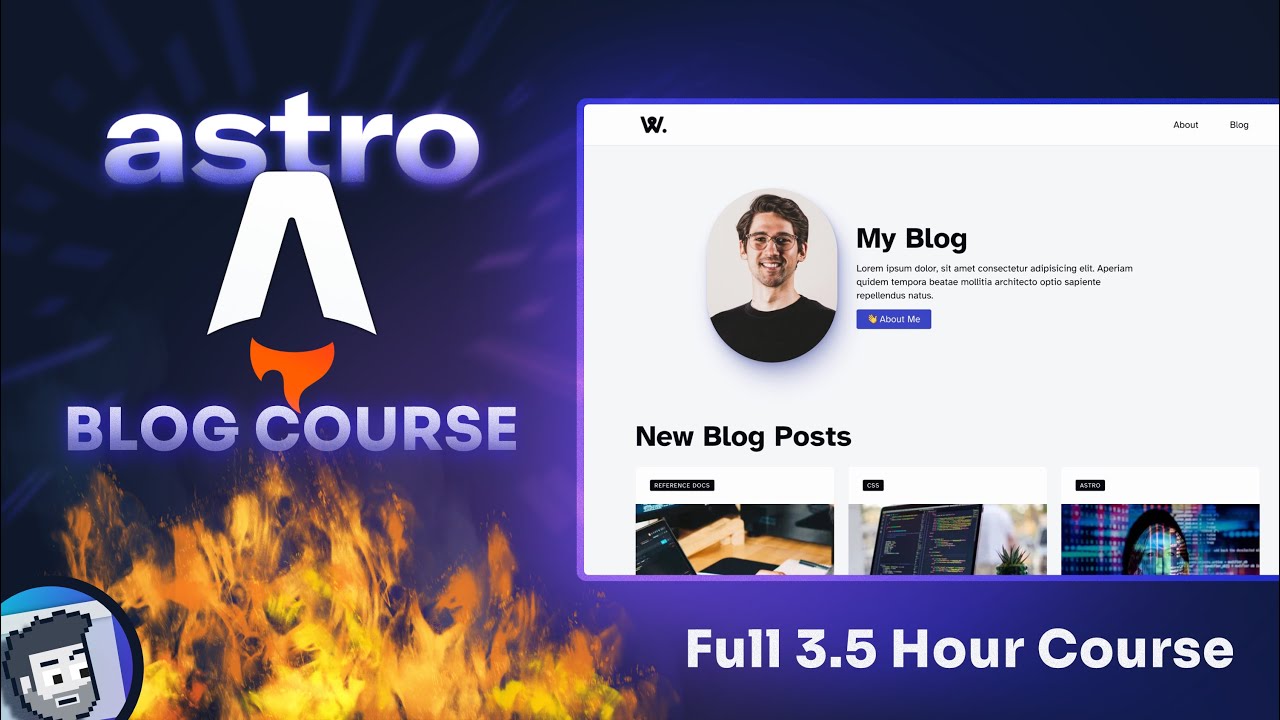 astro
BLOG COURSE
W.
About
Blog
My Blog
Lorem ipsum dolor, sit amet consectetur adipisicing elit. Aperiam
quidem tempora beatae mollitia architecto optio sapiente
repellendus natus.
👋 About Me
New Blog Posts
REFERENCE DOCS
CSS
ASTRO
Full 3.5 Hour Course